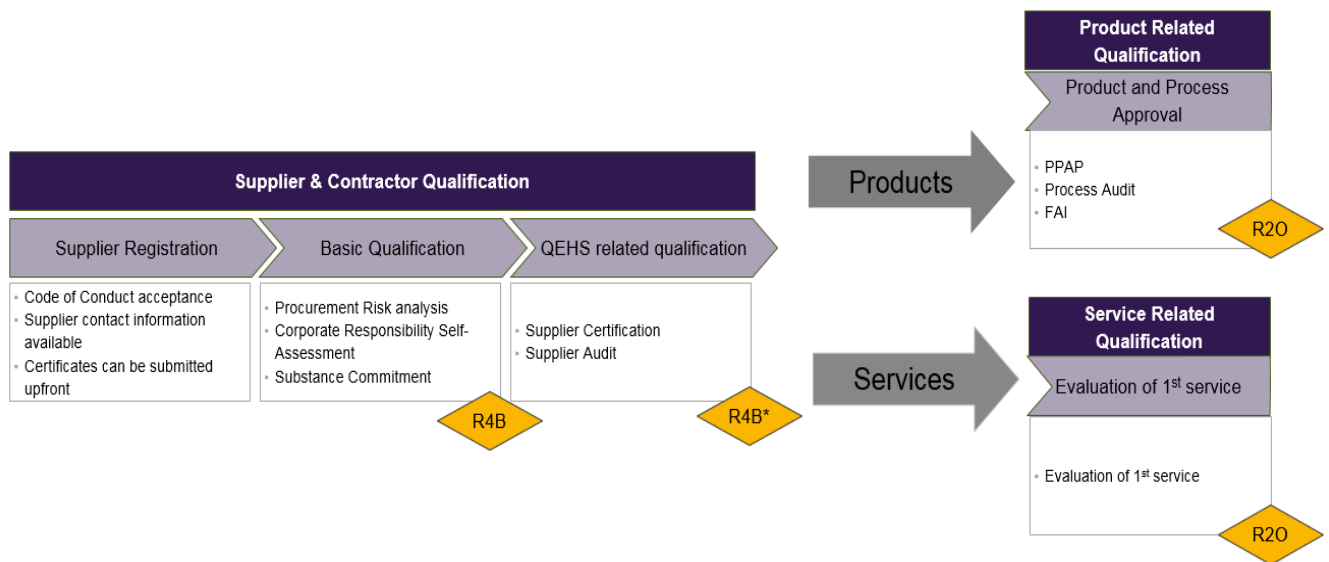 Supplier & Contractor Qualification
Supplier Registration
• Code of Conduct acceptance
• Supplier contact information
available
• Certificates can be submitted
upfront
Basic Qualification
• Procurement Risk analysis
• Corporate Responsibility Self-
Assessment
• Substance Commitment
R4B
QEHS related qualification
• Supplier Certification
• Supplier Audit
R4B*
Products
Product Related
Qualification
Product and Process
Approval
• PPAP
• Process Audit
• FAI
R2O
Services
Service Related
Qualification
Evaluation of 1st service
• Evaluation of 1st service
R2O